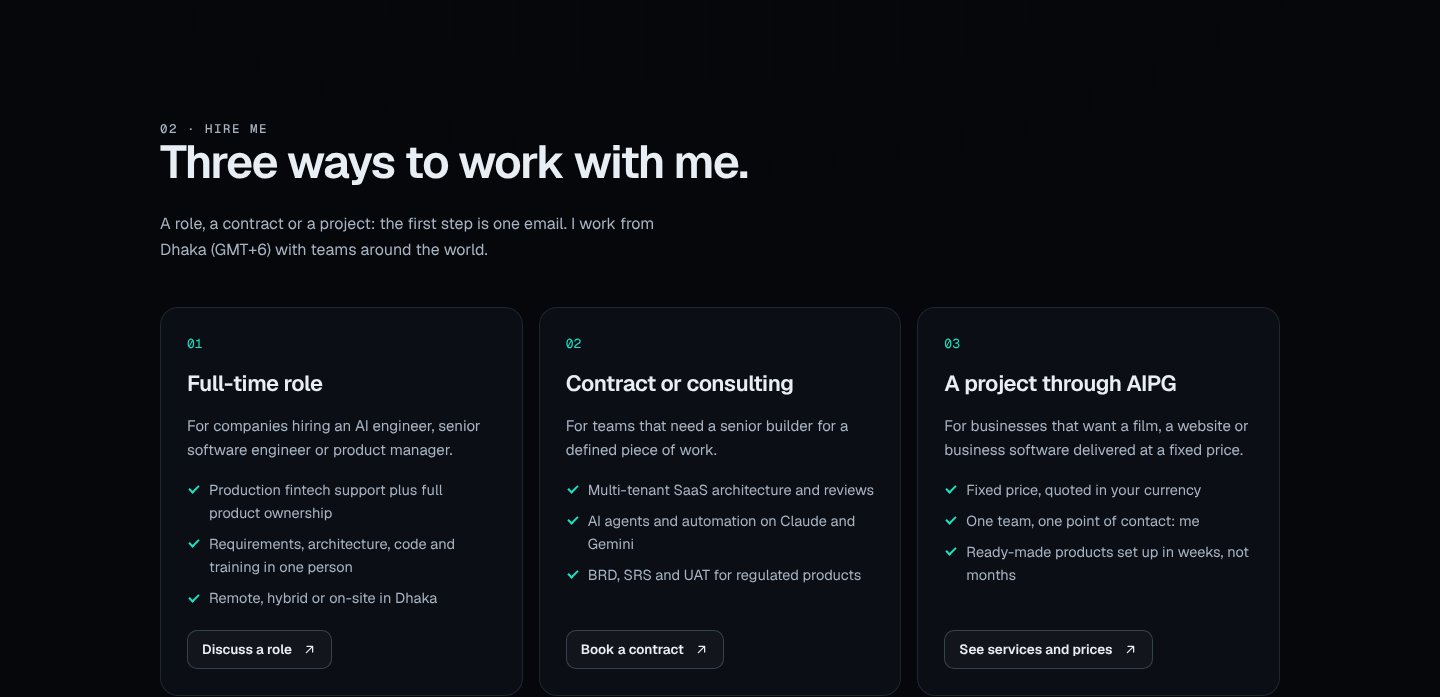 02 · HIRE ME
Three ways to work with me.
A role, a contract or a project: the first step is one email. I work from
Dhaka (GMT+6) with teams around the world.
01
Full-time role
For companies hiring an AI engineer, senior
software engineer or product manager.
Production fintech support plus full
product ownership
Requirements, architecture, code and
training in one person
Remote, hybrid or on-site in Dhaka
Discuss a role
02
Contract or consulting
For teams that need a senior builder for a
defined piece of work.
Multi-tenant SaaS architecture and reviews
AI agents and automation on Claude and
Gemini
BRD, SRS and UAT for regulated products
Book a contract
03
A project through AIPG
For businesses that want a film, a website or
business software delivered at a fixed price.
Fixed price, quoted in your currency
One team, one point of contact: me
Ready-made products set up in weeks, not
months
See services and prices